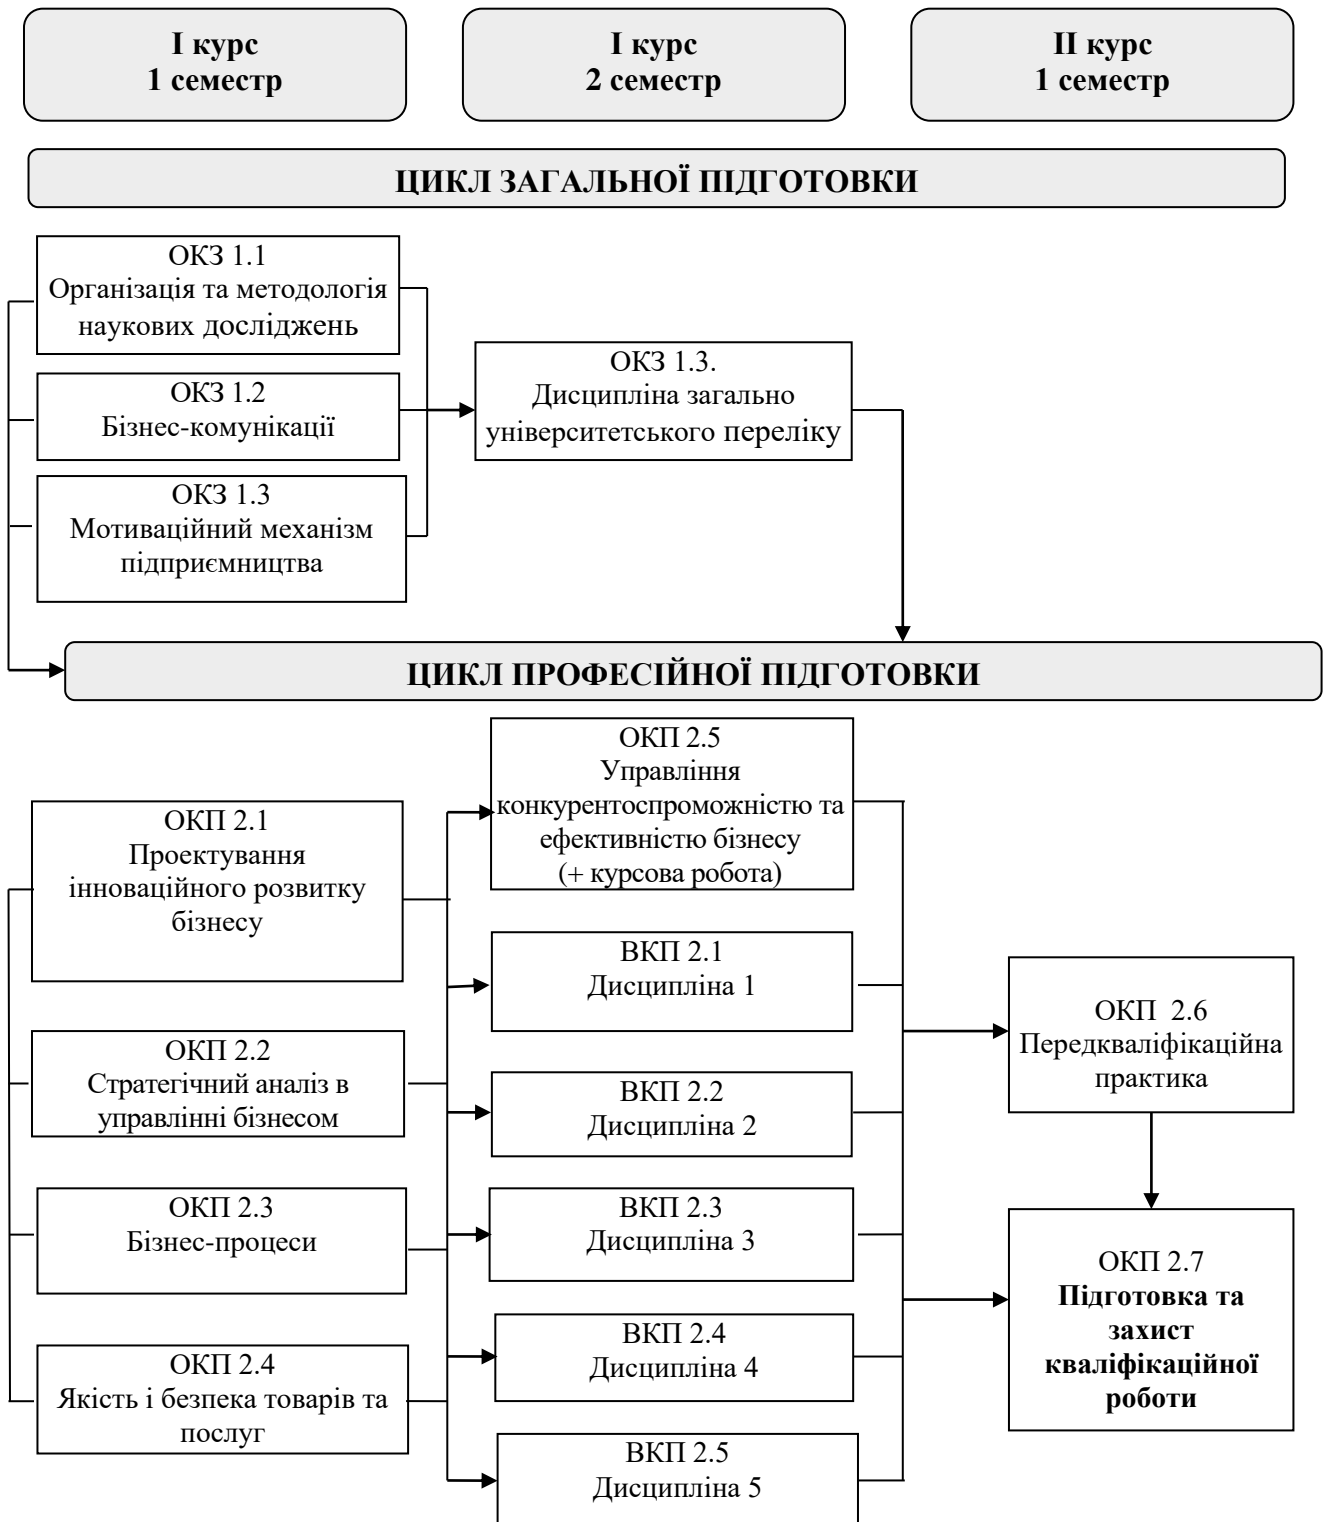 І курс
1 семестр
І курс
2 семестр
ІІ курс
1 семестр
ЦИКЛ ЗАГАЛЬНОЇ ПІДГОТОВКИ
ОКЗ 1.1
Організація та методологія
наукових досліджень
ОКЗ 1.2
Бізнес-комунікації
ОКЗ 1.3
Мотиваційний механізм
підприємництва
ОКЗ 1.3.
Дисципліна загально
університетського переліку
ЦИКЛ ПРОФЕСІЙНОЇ ПІДГОТОВКИ
ОКП 2.1
Проектування
інноваційного розвитку
бізнесу
ОКП 2.2
Стратегічний аналіз в
управлінні бізнесом
ОКП 2.3
Бізнес-процеси
ОКП 2.4
Якість і безпека товарів та
послуг
ОКП 2.5
Управління
конкурентоспроможністю та
ефективністю бізнесу
(+ курсова робота)
ВКП 2.1
Дисципліна 1
ВКП 2.2
Дисципліна 2
ВКП 2.3
Дисципліна 3
ВКП 2.4
Дисципліна 4
ВКП 2.5
Дисципліна 5
ОКП 2.6
Передкваліфікаційна
практика
ОКП 2.7
Підготовка та
захист
кваліфікаційної
роботи